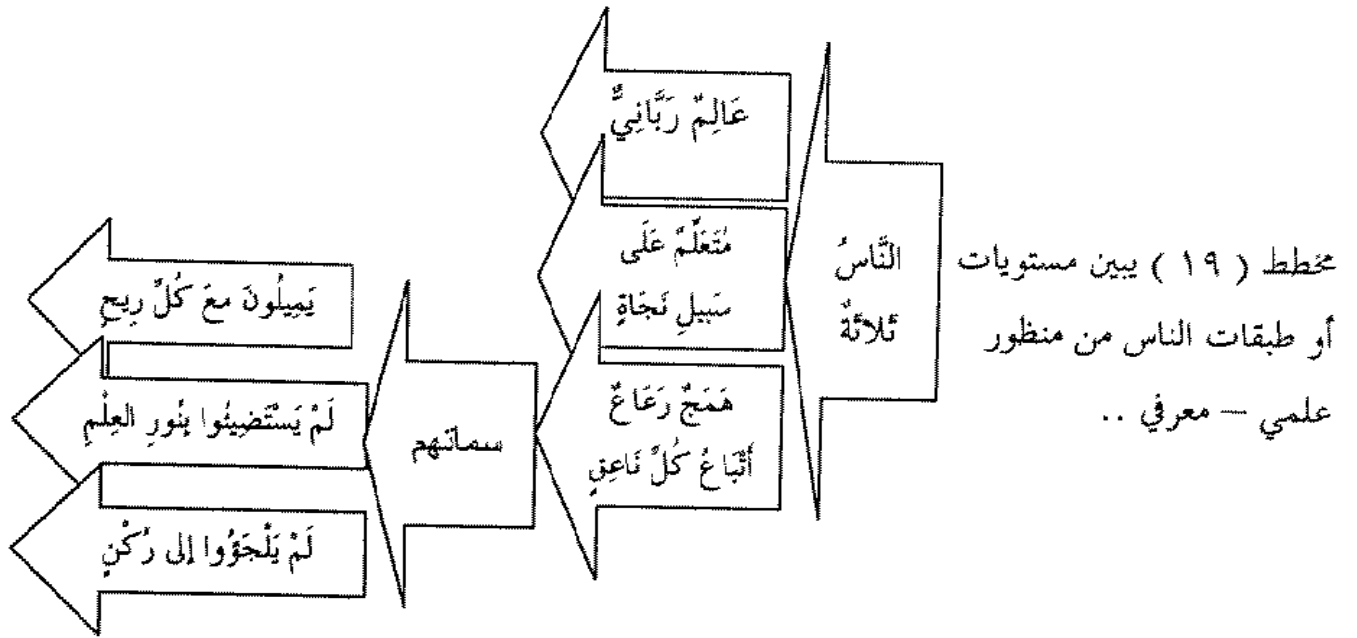 مخطط ( ١٩ ) يبين مستويات
أو طبقات الناس من منظور
علمي – معرفي ..
النَّاسُ
ثَلاثَةٌ
عَالِمٌ رَبَّانِيٌّ
مُتَعَلِّمٌ عَلَى
سَبِيلِ نَجَاةٍ
هَمَجٌ رَعَاعٌ
أَتْبَاعُ كُلِّ نَاعِقٍ
سماتهم
يَمِيلُونَ مَعَ كُلِّ رِيحٍ
لَمْ يَسْتَضِيئُوا بِنُورِ العِلْمِ
لَمْ يَلْجَؤُوا إلى رُكْنٍ